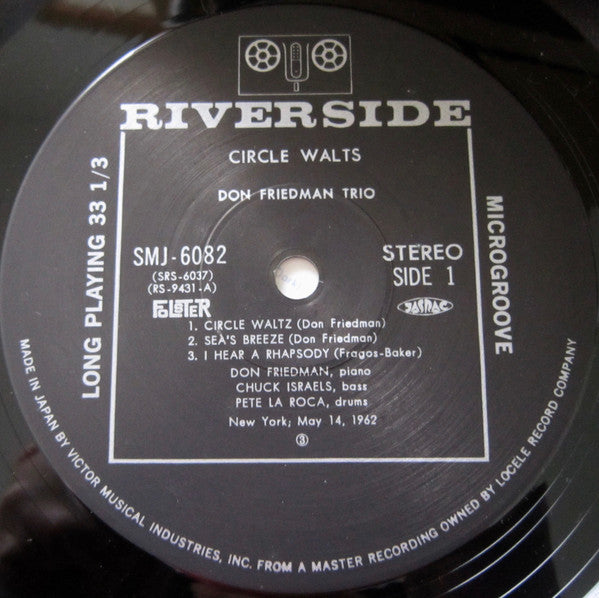 RIVERSIDE
CIRCLE WALTS
DON FRIEDMAN TRIO
LONG PLAYING 33 1/3
MICROGROOVE
SMJ-6082
(SRS-6037)
(RS-9431-A)
STEREO
SIDE 1
JASRAC
1. CIRCLE WALTZ (Don Friedman)
2. SEA'S BREEZE (Don Friedman)
3. I HEAR A RHAPSODY (Fragos-Baker)
DON FRIEDMAN, piano
CHUCK ISRAELS, bass
PETE LA ROCA, drums
New York; May 14, 1962
③
MADE IN JAPAN BY VICTOR MUSICAL INDUSTRIES, INC. FROM A MASTER RECORDING OWNED BY LOCELE RECORD COMPANY